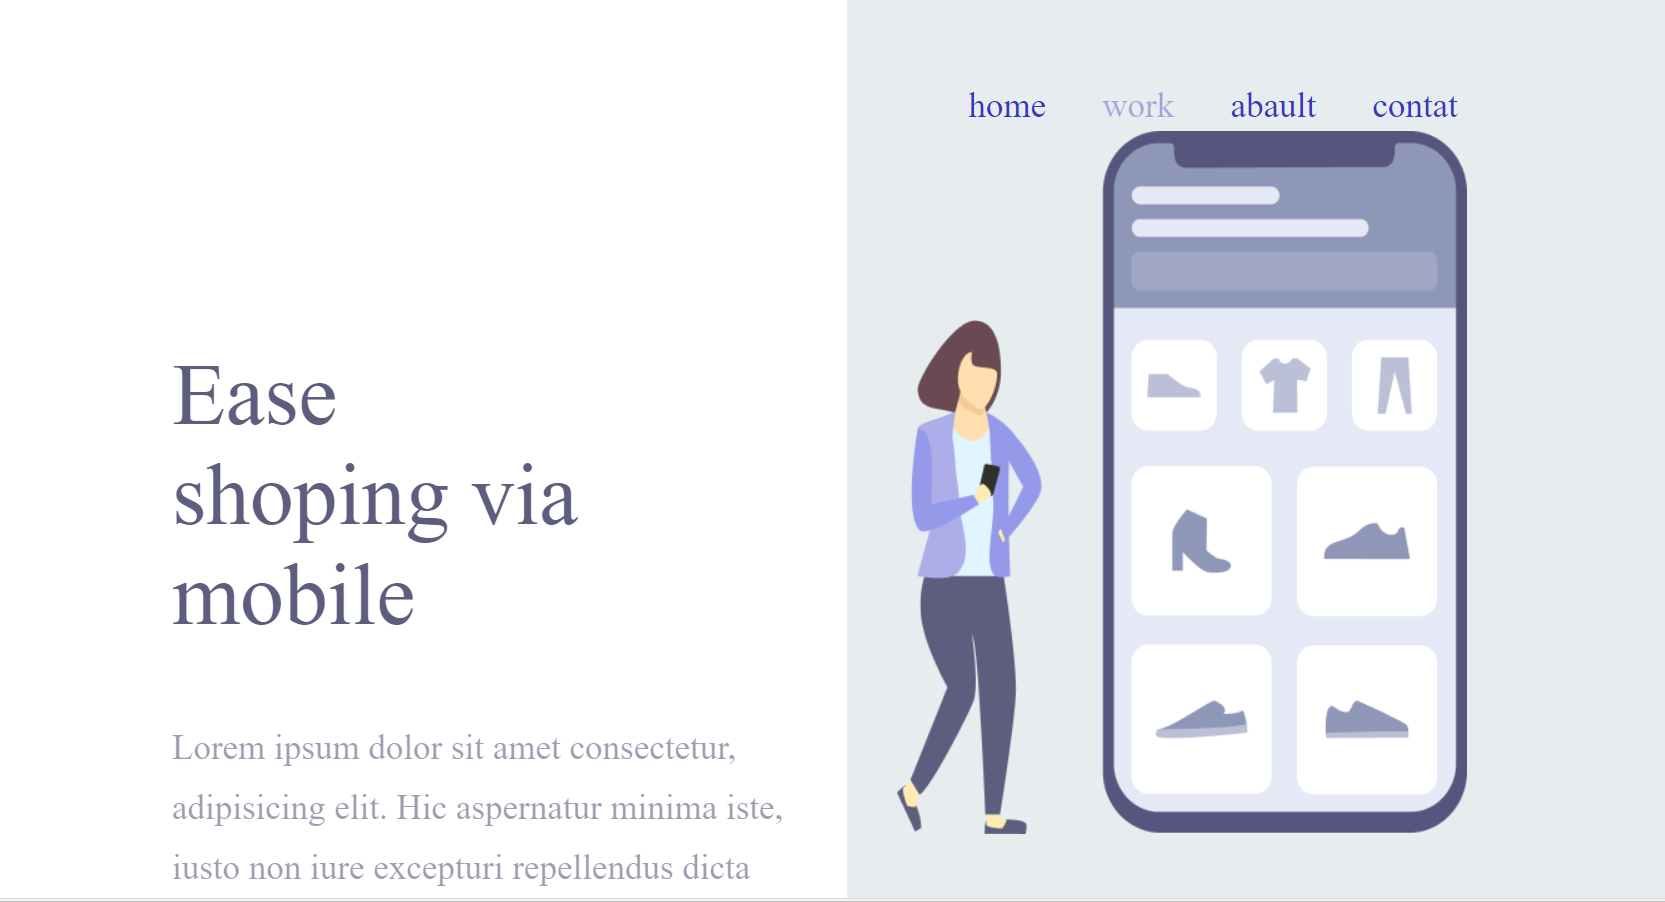 home work abault contat
Ease
shoping via
mobile
Lorem ipsum dolor sit amet consectetur,
adipisicing elit. Hic aspernatur minima iste,
iusto non iure excepturi repellendus dicta